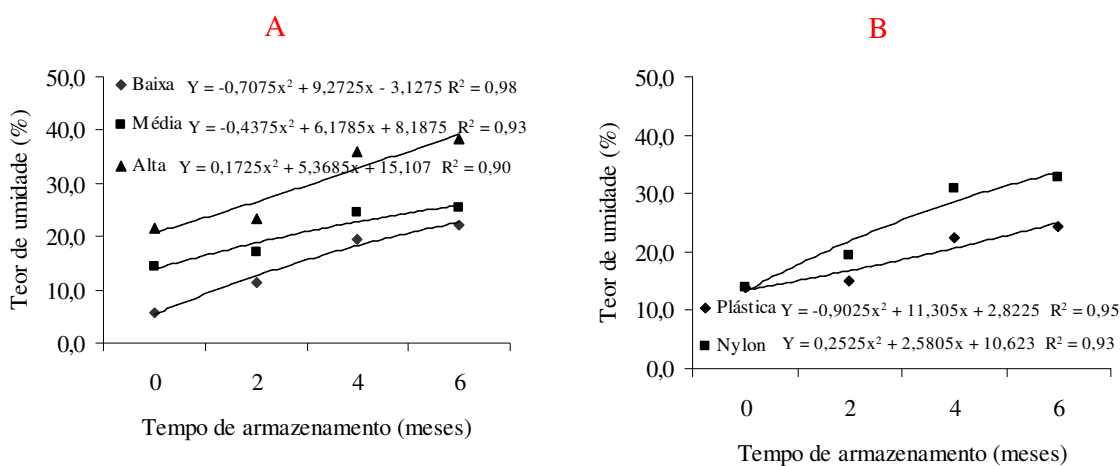 A
50,0
40,0
30,0
20,0
10,0
0,0
Teor de umidade (%)
Baixa Y = -0,7075x² + 9,2725x - 3,1275 R² = 0,98
Média Y = -0,4375x² + 6,1785x + 8,1875 R² = 0,93
Alta Y = 0,1725x² + 5,3685x + 15,107 R² = 0,90
0 2 4 6
Tempo de armazenamento (meses)
B
50,0
40,0
30,0
20,0
10,0
0,0
Teor de umidade (%)
Plástica Y = -0,9025x² + 11,305x + 2,8225 R² = 0,95
Nylon Y = 0,2525x² + 2,5805x + 10,623 R² = 0,93
0 2 4 6
Tempo de armazenamento (meses)